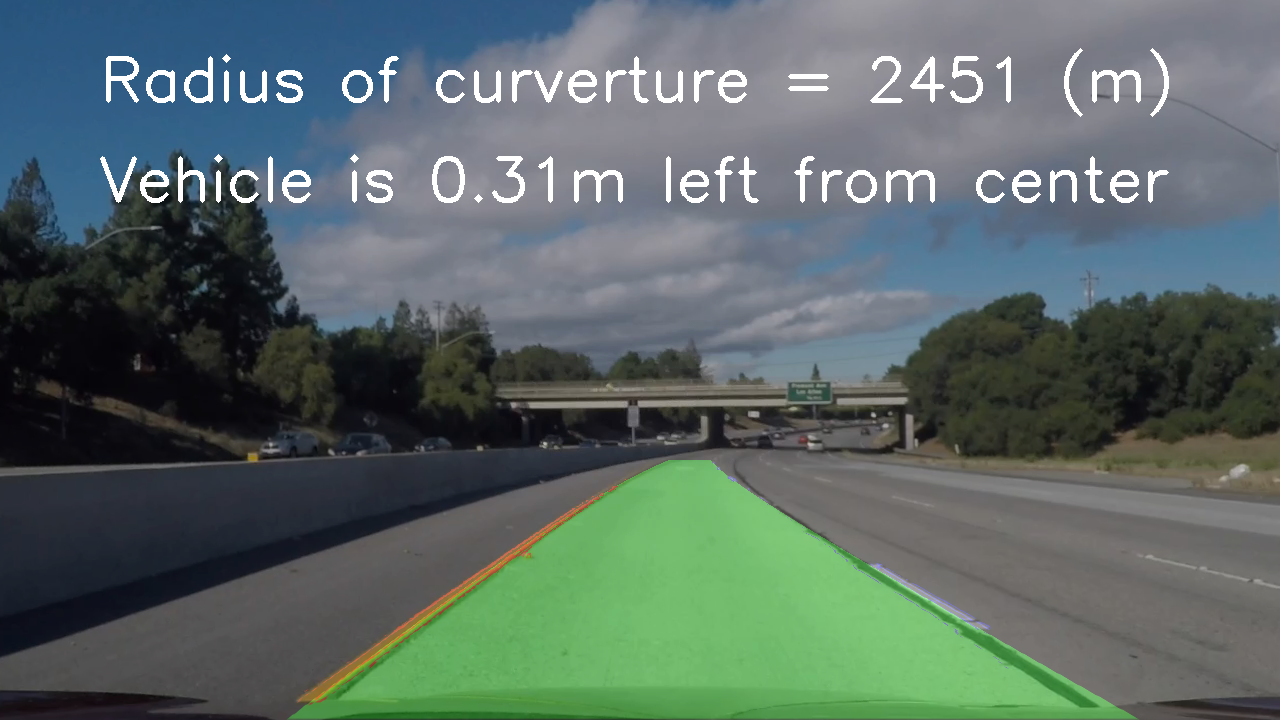 Radius of curverture = 2451 (m)
Vehicle is 0.31m left from center